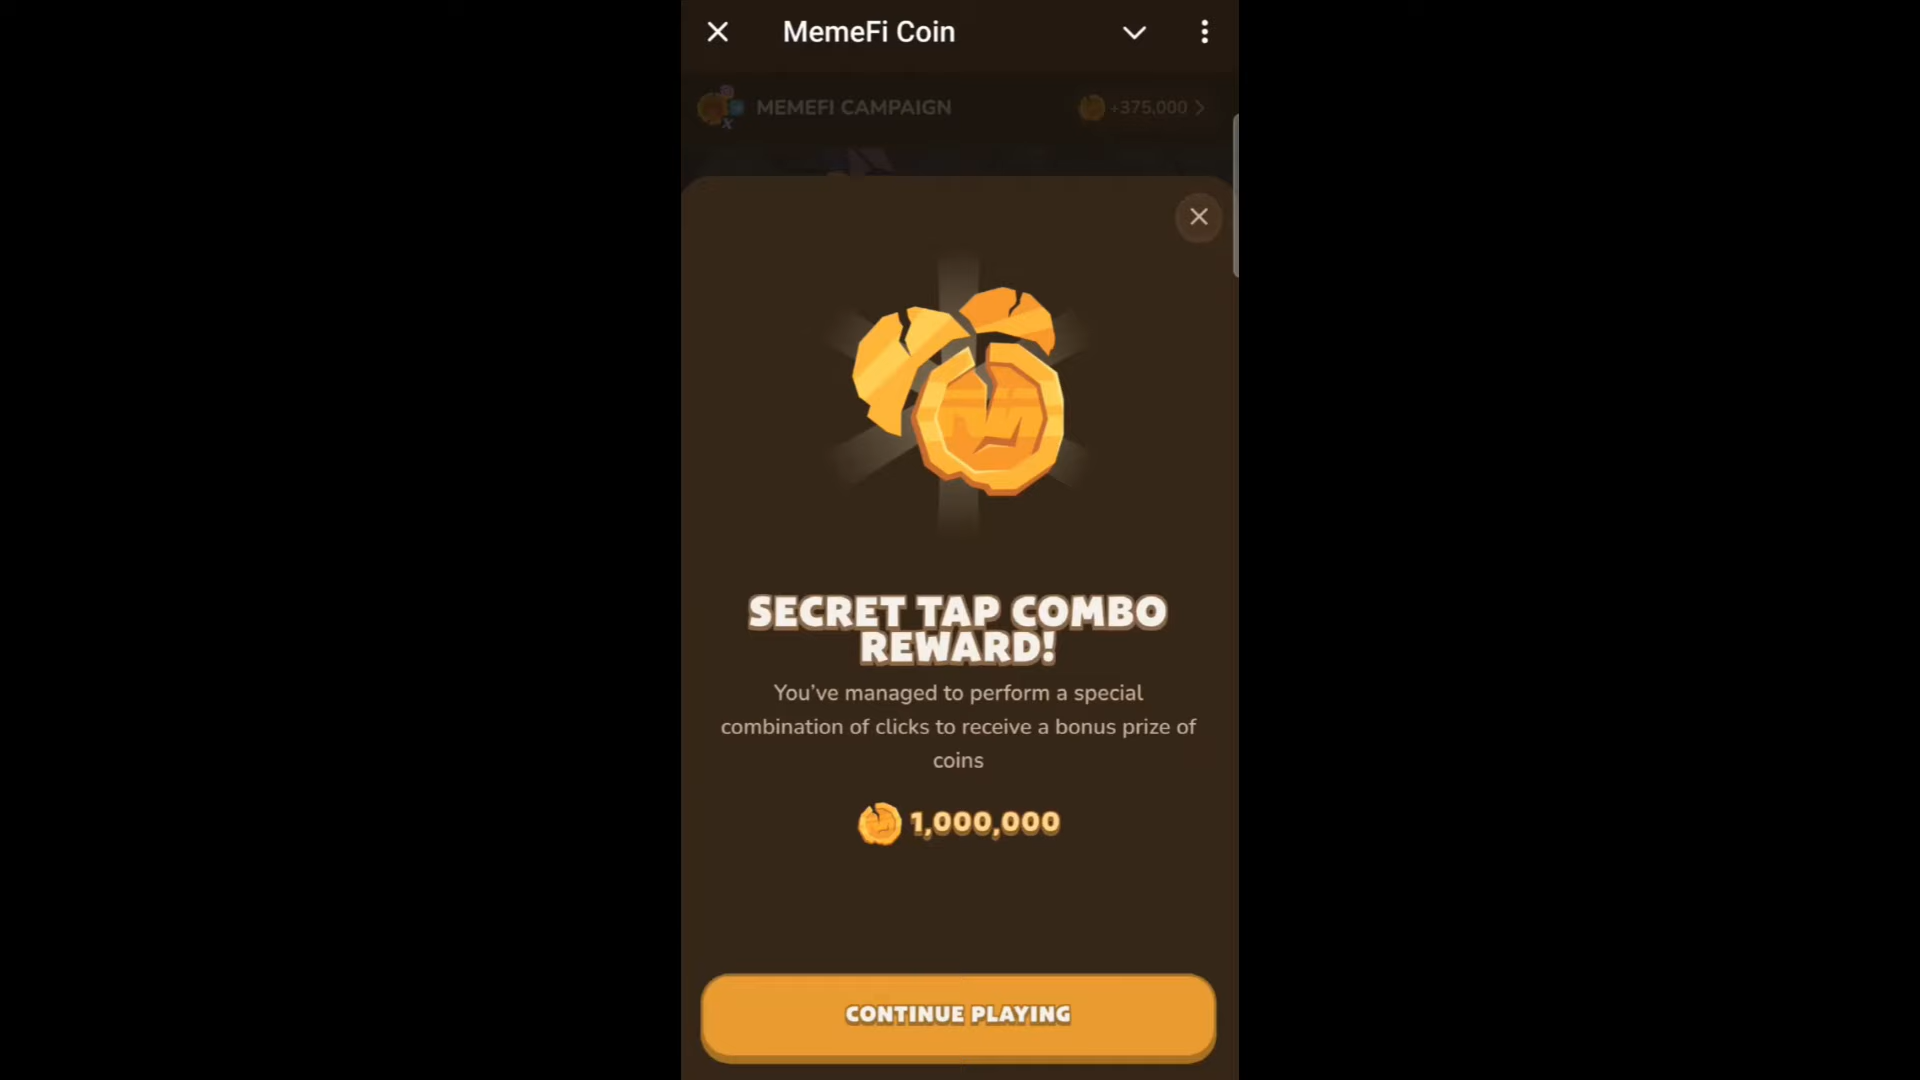 MemeFi Coin
MEMEFI CAMPAIGN
+375,000
SECRET TAP COMBO
REWARD!
You’ve managed to perform a special
combination of clicks to receive a bonus prize of
coins
1,000,000
CONTINUE PLAYING